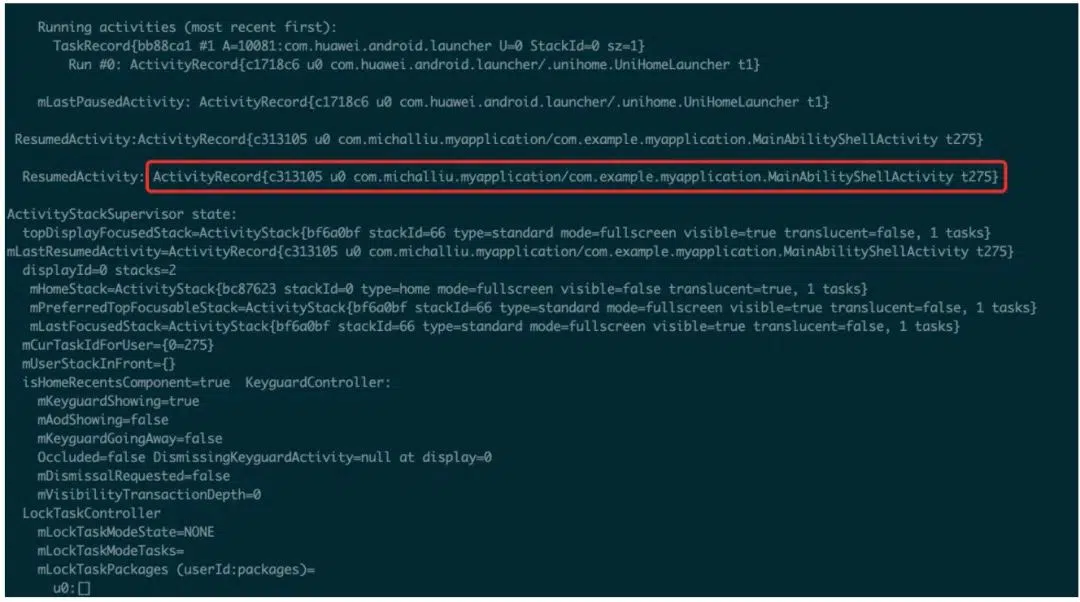 Running activities (most recent first):
TaskRecord{bb88ca1 #1 A=10081:com.huawei.android.launcher U=0 StackId=0 sz=1}
Run #0: ActivityRecord{c1718c6 u0 com.huawei.android.launcher/.unihome.UniHomeLauncher t1}
mLastPausedActivity: ActivityRecord{c1718c6 u0 com.huawei.android.launcher/.unihome.UniHomeLauncher t1}
ResumedActivity:ActivityRecord{c313105 u0 com.michalliu.myapplication/com.example.myapplication.MainAbilityShellActivity t275}
ResumedActivity: ActivityRecord{c313105 u0 com.michalliu.myapplication/com.example.myapplication.MainAbilityShellActivity t275}
ActivityStackSupervisor state:
topDisplayFocusedStack=ActivityStack{bf6a0bf stackId=66 type=standard mode=fullscreen visible=true translucent=false, 1 tasks}
mLastResumedActivity=ActivityRecord{c313105 u0 com.michalliu.myapplication/com.example.myapplication.MainAbilityShellActivity t275}
displayId=0 stacks=2
mHomeStack=ActivityStack{bc87623 stackId=0 type=home mode=fullscreen visible=false translucent=true, 1 tasks}
mPreferredTopFocusableStack=ActivityStack{bf6a0bf stackId=66 type=standard mode=fullscreen visible=true translucent=false, 1 tasks}
mLastFocusedStack=ActivityStack{bf6a0bf stackId=66 type=standard mode=fullscreen visible=true translucent=false, 1 tasks}
mCurTaskIdForUser={0=275}
mUserStackInFront={}
isHomeRecentsComponent=true  KeyguardController:
mKeyguardShowing=true
mAodShowing=false
mKeyguardGoingAway=false
Occluded=false DismissingKeyguardActivity=null at display=0
mDismissalRequested=false
mVisibilityTransactionDepth=0
LockTaskController
mLockTaskModeState=NONE
mLockTaskModeTasks=
mLockTaskPackages (userId:packages)=
u0:[]